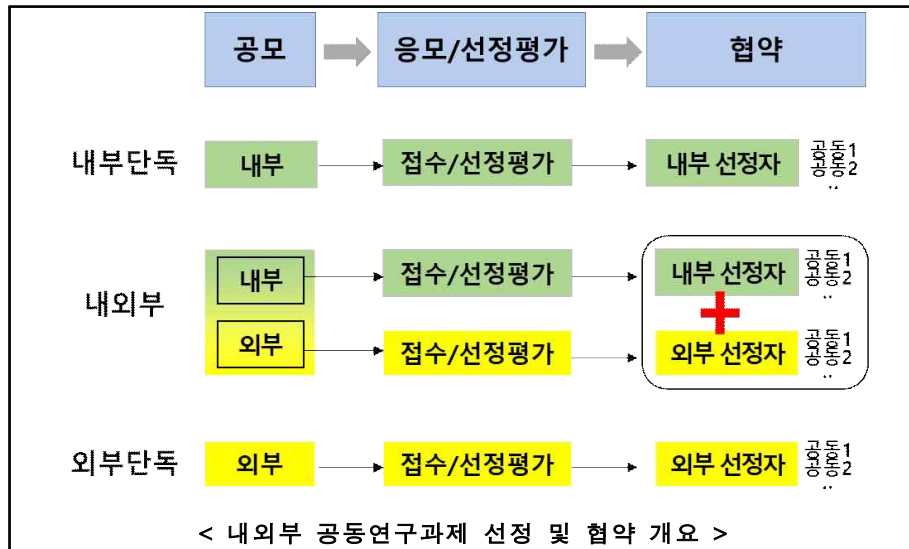 공모 응모/선정평가 협약
내부단독 내부 접수/선정평가 내부 선정자 공동1
공동2
..
내외부 내부 접수/선정평가 내부 선정자 공동1
공동2
..
외부 접수/선정평가 외부 선정자 공동1
공동2
..
외부단독 외부 접수/선정평가 외부 선정자 공동1
공동2
..
< 내외부 공동연구과제 선정 및 협약 개요 >